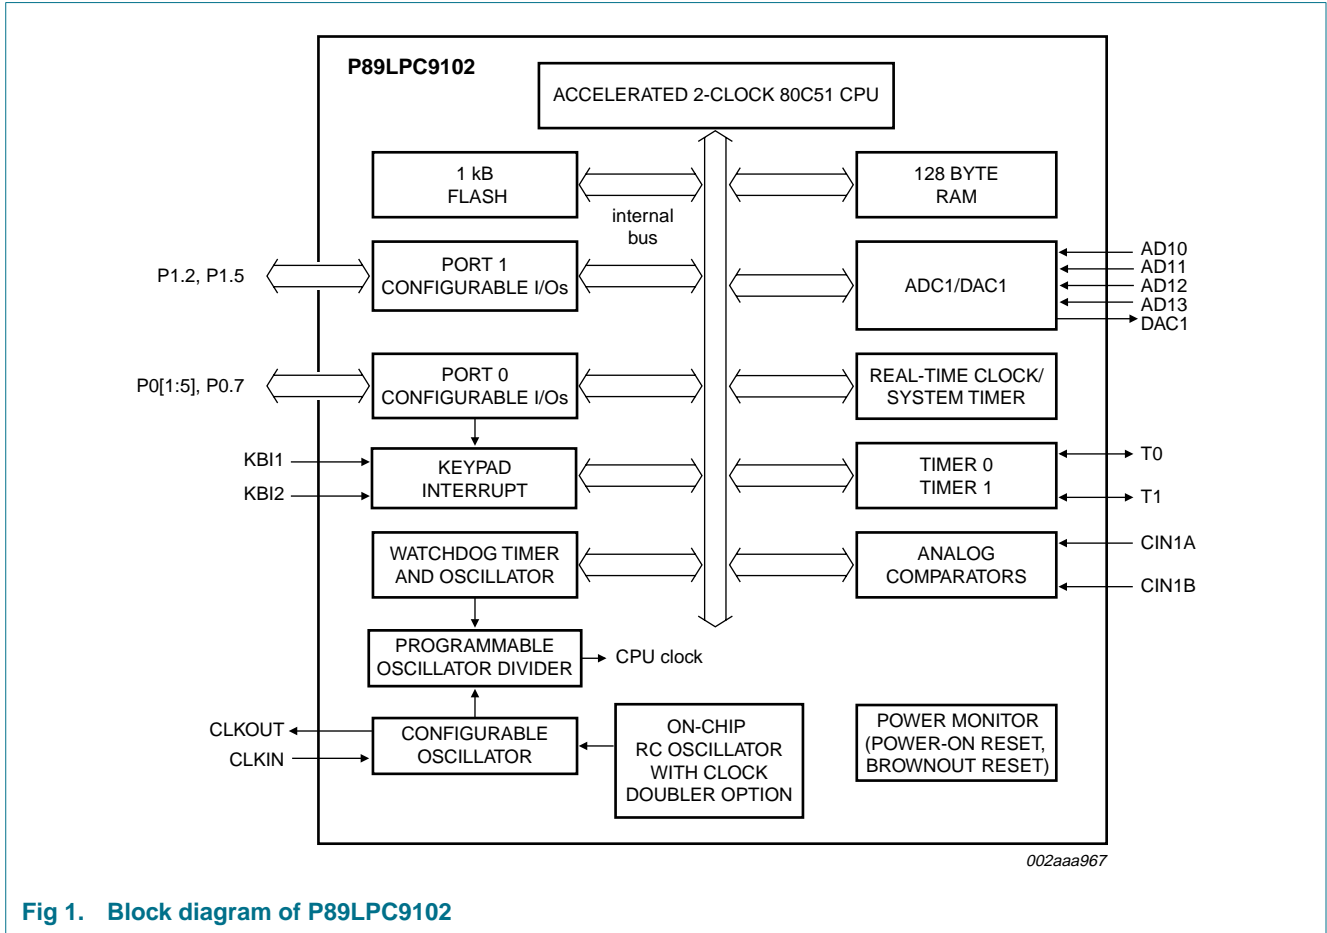 P89LPC9102
ACCELERATED 2-CLOCK 80C51 CPU
1 kB
FLASH
128 BYTE
RAM
internal
bus
P1.2, P1.5
PORT 1
CONFIGURABLE I/Os
ADC1/DAC1
AD10
AD11
AD12
AD13
DAC1
P0[1:5], P0.7
PORT 0
CONFIGURABLE I/Os
REAL-TIME CLOCK/
SYSTEM TIMER
KBI1
KBI2
KEYPAD
INTERRUPT
TIMER 0
TIMER 1
T0
T1
WATCHDOG TIMER
AND OSCILLATOR
ANALOG
COMPARATORS
CIN1A
CIN1B
PROGRAMMABLE
OSCILLATOR DIVIDER
CPU clock
CLKOUT
CLKIN
CONFIGURABLE
OSCILLATOR
ON-CHIP
RC OSCILLATOR
WITH CLOCK
DOUBLER OPTION
POWER MONITOR
(POWER-ON RESET,
BROWNOUT RESET)
002aaa967
Fig 1. Block diagram of P89LPC9102